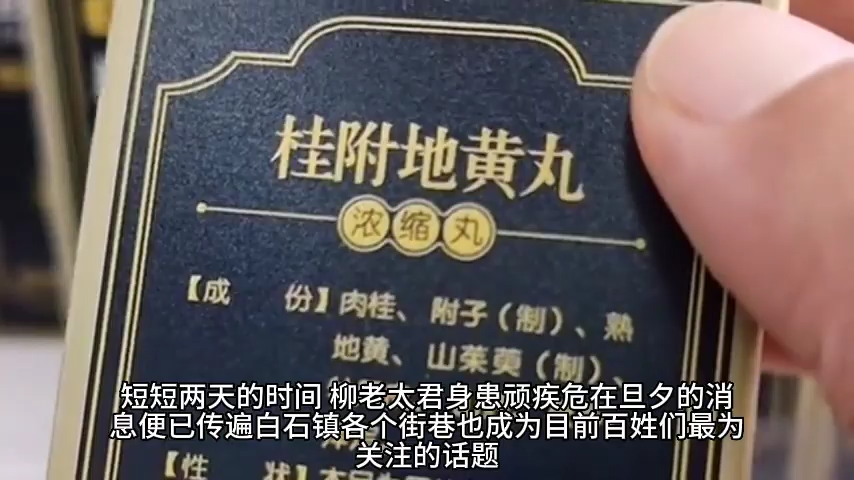 桂附地黄丸
浓缩丸
【成 份】肉桂、附子（制）、熟
地黄、山茱萸（制）、
短短两天的时间 柳老太君身患顽疾危在旦夕的消
息便已传遍白石镇各个街巷也成为目前百姓们最为
关注的话题
【性 状】本品